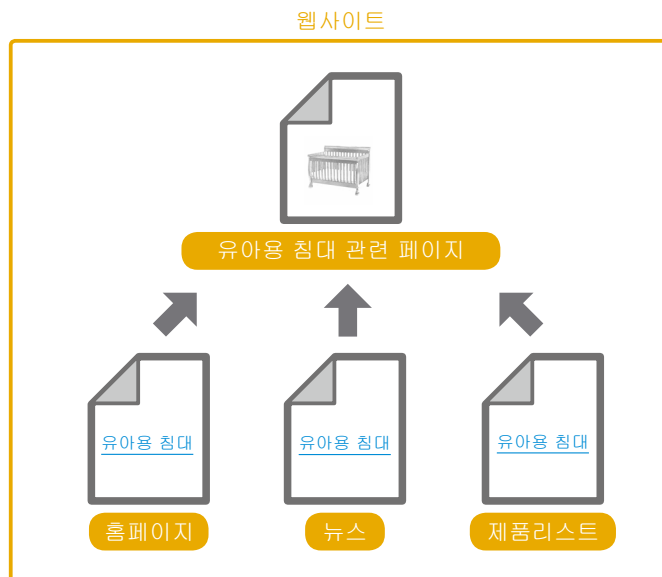 웹사이트
유아용 침대 관련 페이지
유아용 침대
유아용 침대
유아용 침대
홈페이지
뉴스
제품리스트